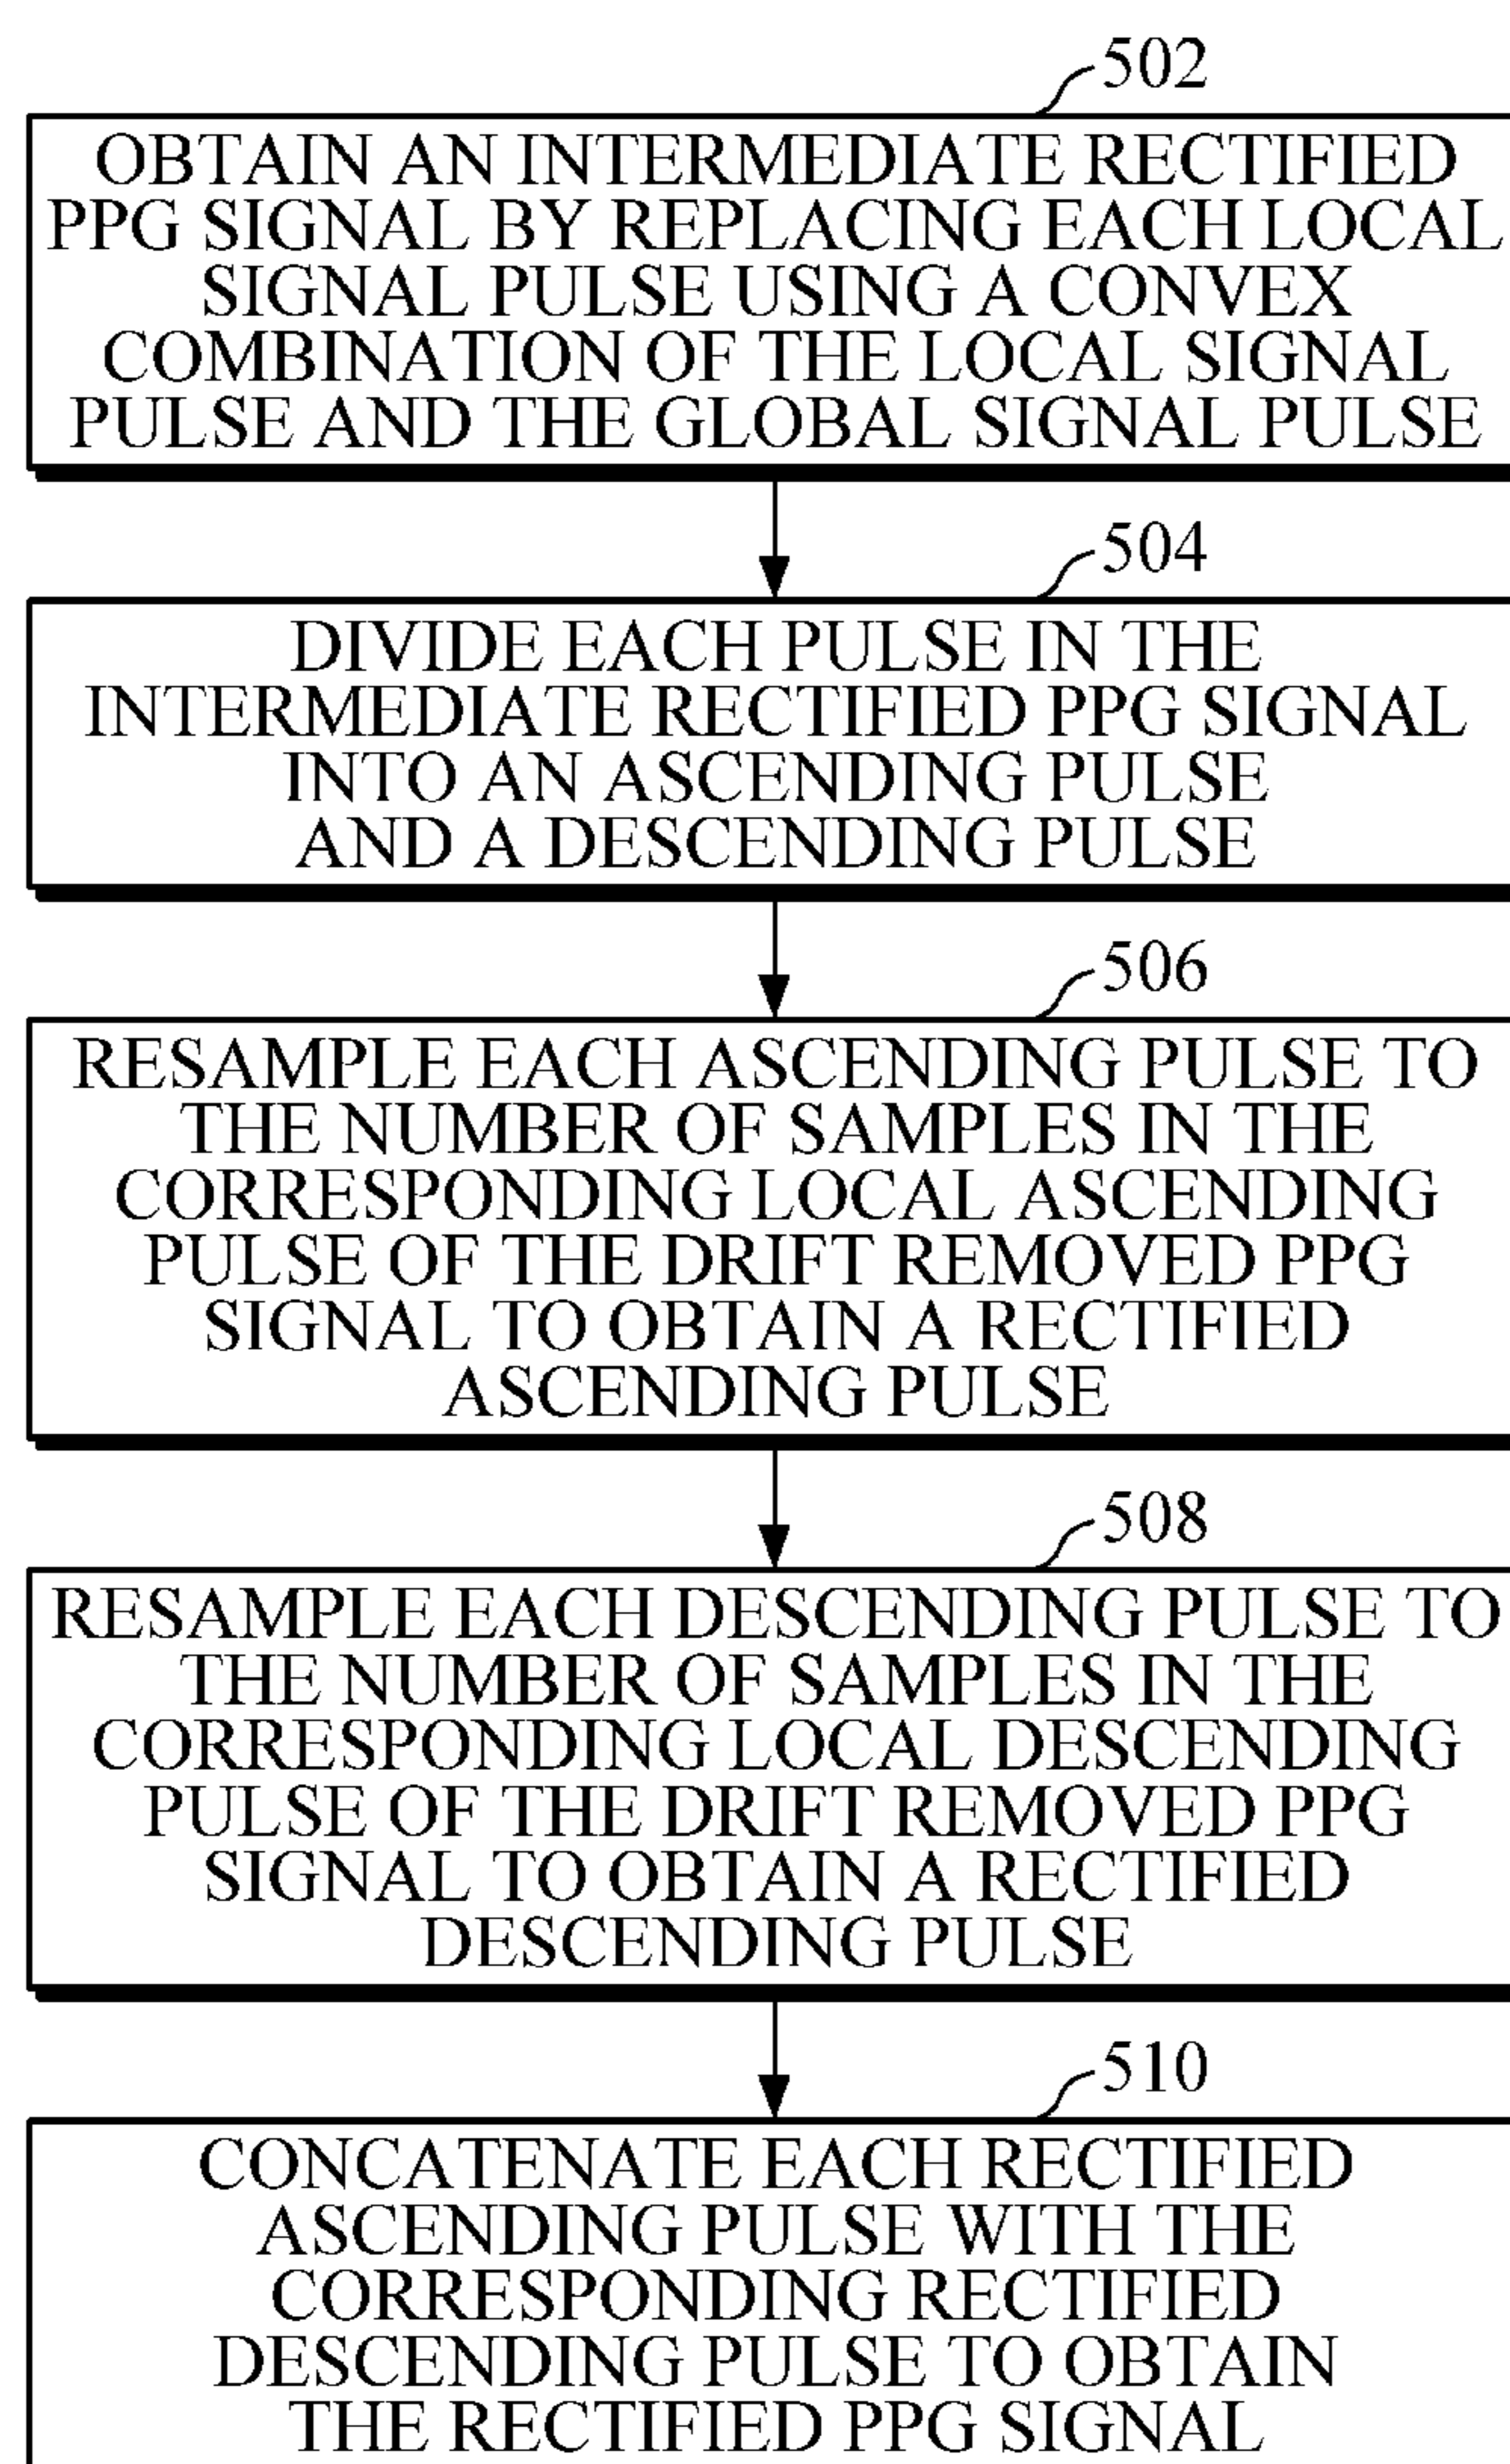 502
OBTAIN AN INTERMEDIATE RECTIFIED
PPG SIGNAL BY REPLACING EACH LOCAL
SIGNAL PULSE USING A CONVEX
COMBINATION OF THE LOCAL SIGNAL
PULSE AND THE GLOBAL SIGNAL PULSE
504
DIVIDE EACH PULSE IN THE
INTERMEDIATE RECTIFIED PPG SIGNAL
INTO AN ASCENDING PULSE
AND A DESCENDING PULSE
506
RESAMPLE EACH ASCENDING PULSE TO
THE NUMBER OF SAMPLES IN THE
CORRESPONDING LOCAL ASCENDING
PULSE OF THE DRIFT REMOVED PPG
SIGNAL TO OBTAIN A RECTIFIED
ASCENDING PULSE
508
RESAMPLE EACH DESCENDING PULSE TO
THE NUMBER OF SAMPLES IN THE
CORRESPONDING LOCAL DESCENDING
PULSE OF THE DRIFT REMOVED PPG
SIGNAL TO OBTAIN A RECTIFIED
DESCENDING PULSE
510
CONCATENATE EACH RECTIFIED
ASCENDING PULSE WITH THE
CORRESPONDING RECTIFIED
DESCENDING PULSE TO OBTAIN
THE RECTIFIED PPG SIGNAL